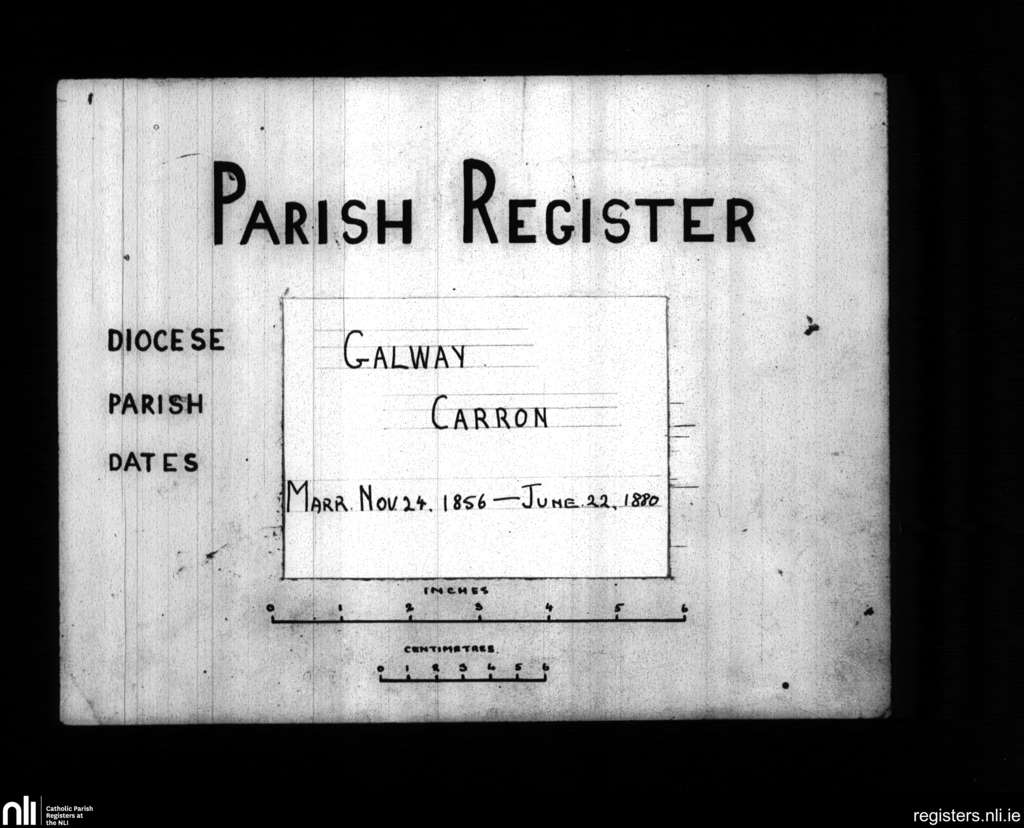 PARISH REGISTER
DIOCESE GALWAY
PARISH CARRON
DATES MARR. NOV 24. 1856 — JUNE. 22, 1880
INCHES
0 1 2 3 4 5 6
CENTIMETRES.
0 1 2 3 4 5 6
nli Catholic Parish
Registers at
the NLI
registers.nli.ie